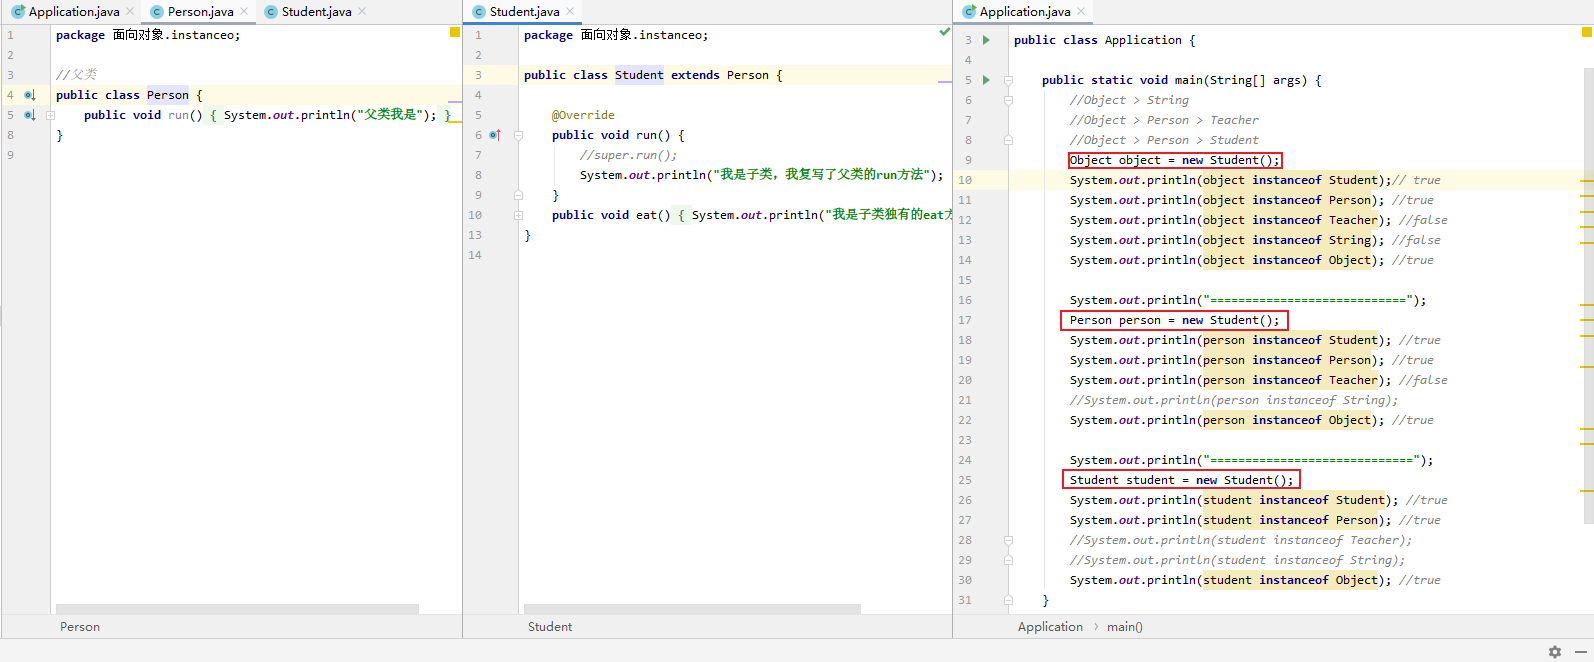 Application.java
Person.java
Student.java
1 package 面向对象.instanceo;
2
3 //父类
4 public class Person {
5 public void run() { System.out.println("父类我是"); }
8 }
9
Person
Student.java
1 package 面向对象.instanceo;
2
3 public class Student extends Person {
4
5 @Override
6 public void run() {
7 //super.run();
8 System.out.println("我是子类，我复写了父类的run方法");
9 }
10 public void eat() { System.out.println("我是子类独有的eat方
13 }
14
Student
Application.java
3 public class Application {
4
5 public static void main(String[] args) {
6 //Object > String
7 //Object > Person > Teacher
8 //Object > Person > Student
9 Object object = new Student();
10 System.out.println(object instanceof Student);// true
11 System.out.println(object instanceof Person); //true
12 System.out.println(object instanceof Teacher); //false
13 System.out.println(object instanceof String); //false
14 System.out.println(object instanceof Object); //true
15
16 System.out.println("============================");
17 Person person = new Student();
18 System.out.println(person instanceof Student); //true
19 System.out.println(person instanceof Person); //true
20 System.out.println(person instanceof Teacher); //false
21 //System.out.println(person instanceof String);
22 System.out.println(person instanceof Object); //true
23
24 System.out.println("=============================");
25 Student student = new Student();
26 System.out.println(student instanceof Student); //true
27 System.out.println(student instanceof Person); //true
28 //System.out.println(student instanceof Teacher);
29 //System.out.println(student instanceof String);
30 System.out.println(student instanceof Object); //true
31 }
Application > main()